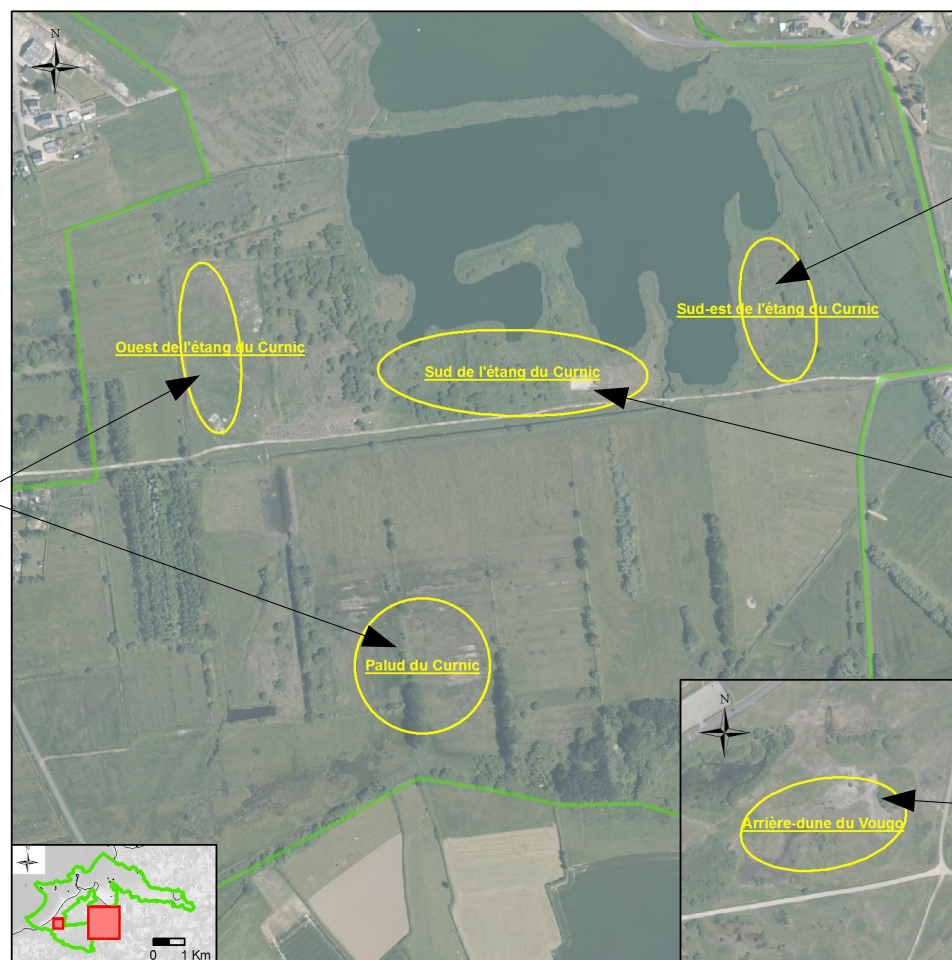 N
Sud-est de l'étang du Curnic
Ouest de l'étang du Curnic
Sud de l'étang du Curnic
Palud du Curnic
N
Arrière-dune du Vougo
N
0 1 Km